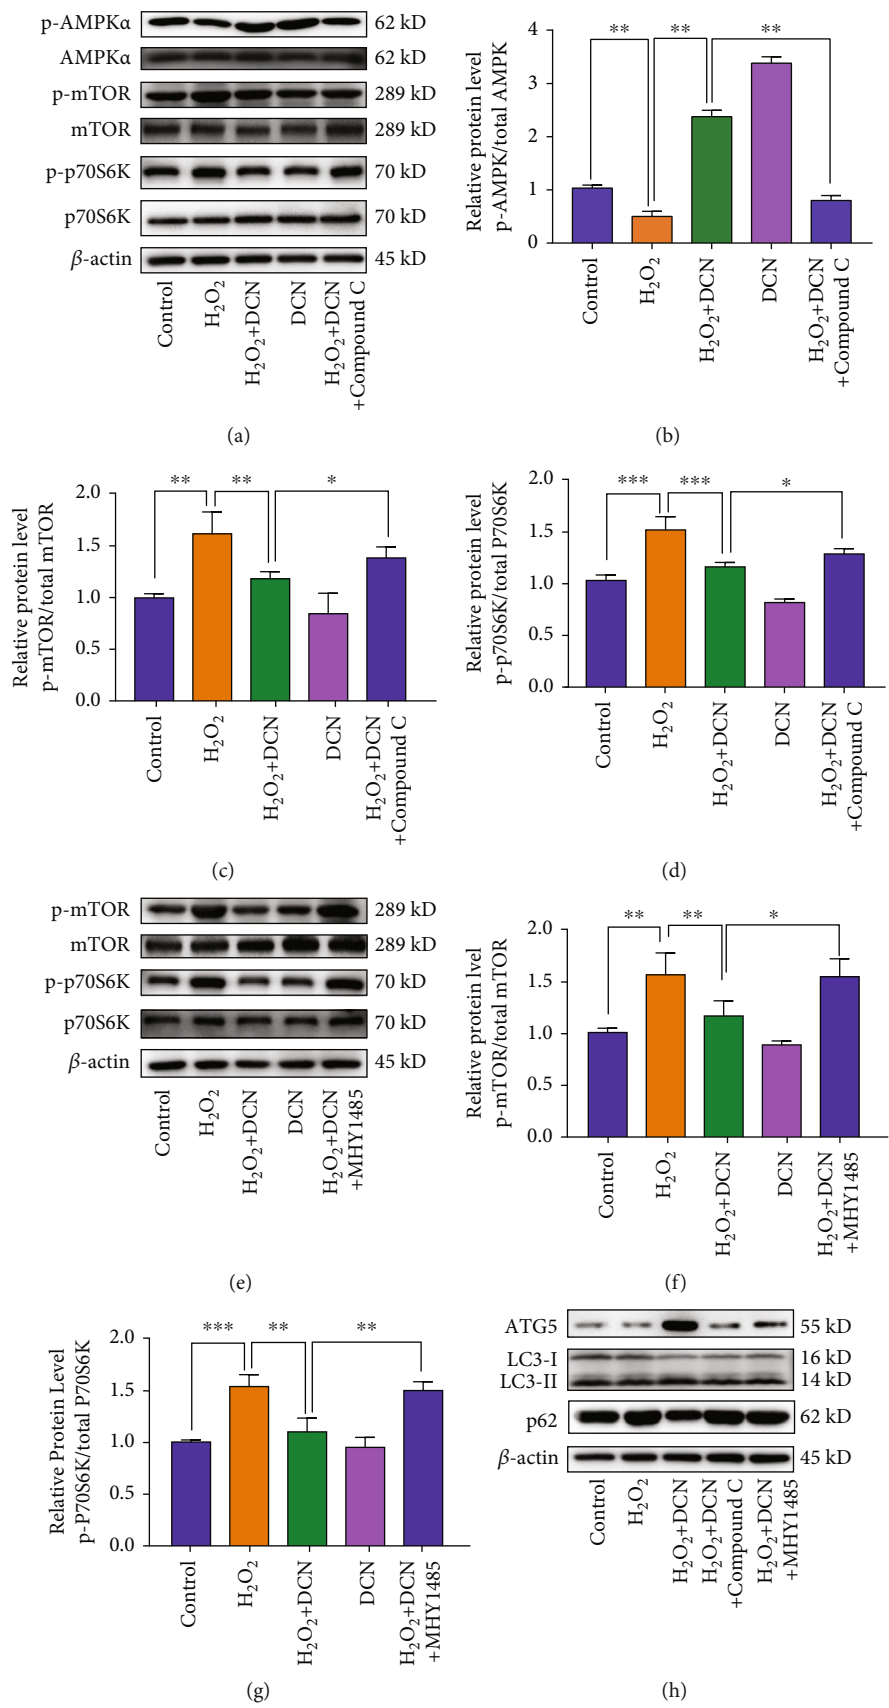 p-AMPKα 62 kD
AMPKα 62 kD
p-mTOR 289 kD
mTOR 289 kD
p-p70S6K 70 kD
p70S6K 70 kD
β-actin 45 kD
Control
H₂O₂
H₂O₂+DCN
DCN
H₂O₂+DCN
+Compound C
(a)
Relative protein level
p-AMPK/total AMPK
4
3
2
1
0
** ** **
Control
H₂O₂
H₂O₂+DCN
DCN
H₂O₂+DCN
+Compound C
(b)
Relative protein level
p-mTOR/total mTOR
2.0
1.5
1.0
0.5
0.0
** ** *
Control
H₂O₂
H₂O₂+DCN
DCN
H₂O₂+DCN
+Compound C
(c)
Relative protein level
p-p70S6K/total P70S6K
2.0
1.5
1.0
0.5
0.0
*** *** *
Control
H₂O₂
H₂O₂+DCN
DCN
H₂O₂+DCN
+Compound C
(d)
p-mTOR 289 kD
mTOR 289 kD
p-p70S6K 70 kD
p70S6K 70 kD
β-actin 45 kD
Control
H₂O₂
H₂O₂+DCN
DCN
H₂O₂+DCN
+MHY1485
(e)
Relative protein lvel
p-mTOR/total mTOR
2.0
1.5
1.0
0.5
0.0
** ** *
Control
H₂O₂
H₂O₂+DCN
DCN
H₂O₂+DCN
+MHY1485
(f)
Relative Protein Level
p-P70S6K/total P70S6K
2.0
1.5
1.0
0.5
0.0
*** ** **
Control
H₂O₂
H₂O₂+DCN
DCN
H₂O₂+DCN
+MHY1485
(g)
ATG5 55 kD
LC3-I 16 kD
LC3-II 14 kD
p62 62 kD
β-actin 45 kD
Control
H₂O₂
H₂O₂+DCN
H₂O₂+DCN
+Compound C
H₂O₂+DCN
+MHY1485
(h)